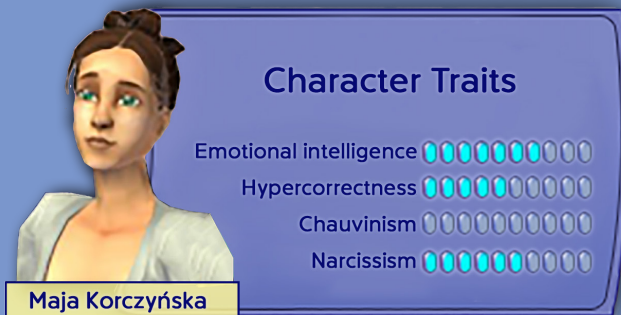 Character Traits
Emotional intelligence
Hypercorrectness
Chauvinism
Narcissism
Maja Korczyńska